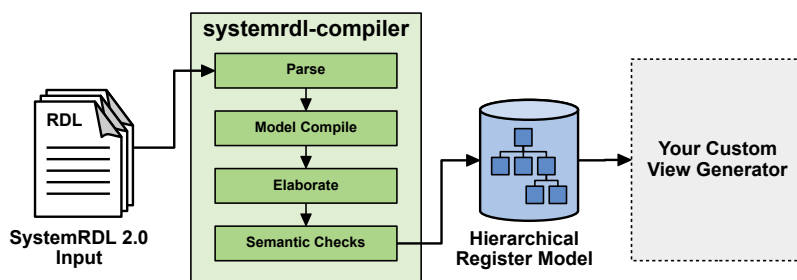 systemrdl-compiler
Parse
RDL
Model Compile
Elaborate
Semantic Checks
SystemRDL 2.0
Input
Hierarchical
Register Model
Your Custom
View Generator